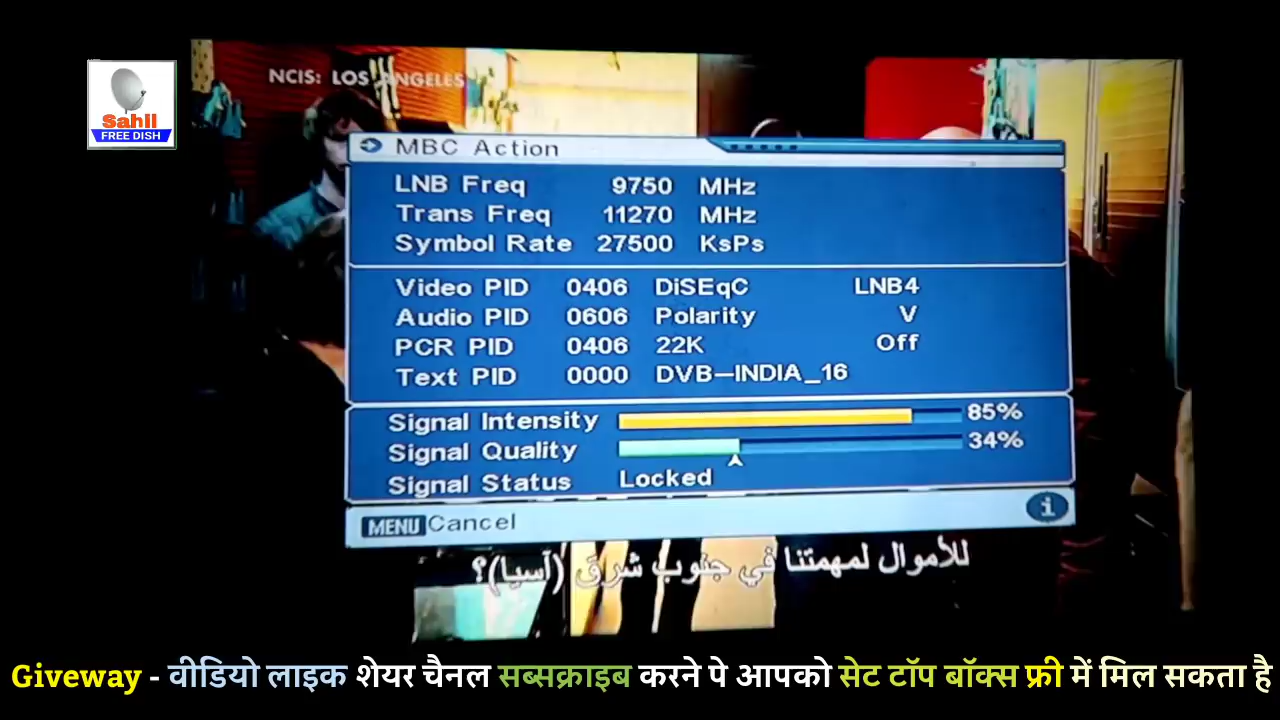 NCIS: LOS ANGELES
Sahil
FREE DISH
MBC Action
LNB Freq 9750 MHz
Trans Freq 11270 MHz
Symbol Rate 27500 KsPs
Video PID 0406 DiSEqC LNB4
Audio PID 0606 Polarity V
PCR PID 0406 22K Off
Text PID 0000 DVB-INDIA_16
Signal Intensity 85%
Signal Quality 34%
Signal Status Locked
MENU Cancel
i
للأموال لمهمتنا في جنوب شرق (آسيا)؟
Giveway - वीडियो लाइक शेयर चैनल सब्सक्राइब करने पे आपको सेट टॉप बॉक्स फ्री में मिल सकता है